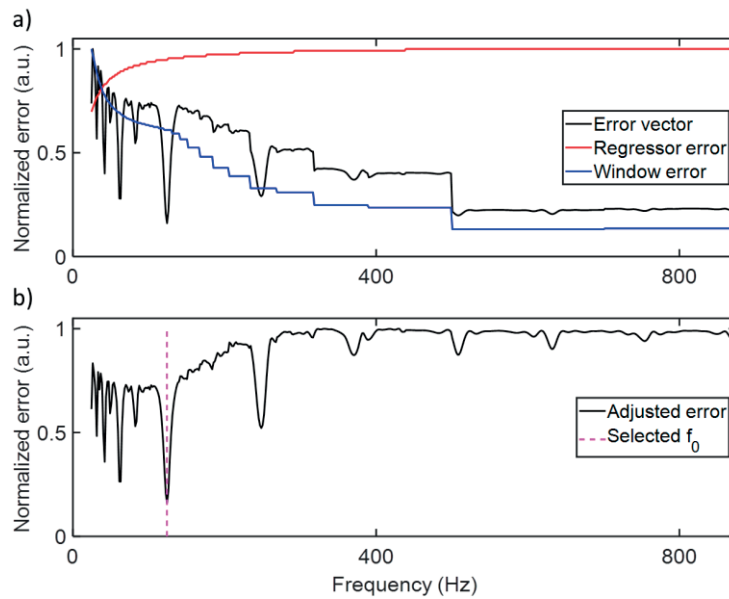 a)
Normalized error (a.u.)
1
0.5
0
Error vector
Regressor error
Window error
0
400
800
b)
Normalized error (a.u.)
1
0.5
0
Adjusted error
Selected f₀
0
400
800
Frequency (Hz)